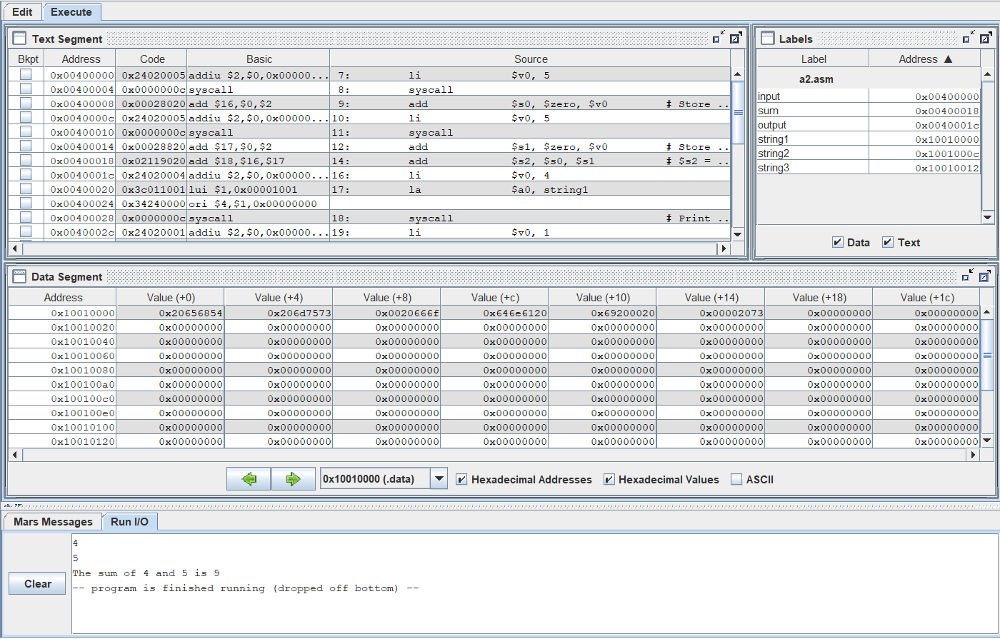 Edit Execute
Text Segment
Bkpt Address Code Basic Source
0x00400000 0x24020005 addiu $2,$0,0x00000... 7: li $v0, 5
0x00400004 0x0000000c syscall 8: syscall
0x00400008 0x00028020 add $16,$0,$2 9: add $s0, $zero, $v0 # Store ..
0x0040000c 0x24020005 addiu $2,$0,0x00000... 10: li $v0, 5
0x00400010 0x0000000c syscall 11: syscall
0x00400014 0x00028820 add $17,$0,$2 12: add $s1, $zero, $v0 # Store ..
0x00400018 0x02119020 add $18,$16,$17 14: add $s2, $s0, $s1 # $s2 = ..
0x0040001c 0x24020004 addiu $2,$0,0x00000... 16: li $v0, 4
0x00400020 0x3c011001 lui $1,0x00001001 17: la $a0, string1
0x00400024 0x34240000 ori $4,$1,0x00000000
0x00400028 0x0000000c syscall 18: syscall # Print ..
0x0040002c 0x24020001 addiu $2,$0,0x00000... 19: li $v0, 1
Labels
Label Address ▲
a2.asm
input 0x00400000
sum 0x00400018
output 0x0040001c
string1 0x10010000
string2 0x1001000c
string3 0x10010012
Data Text
Data Segment
Address Value (+0) Value (+4) Value (+8) Value (+c) Value (+10) Value (+14) Value (+18) Value (+1c)
0x10010000 0x20656854 0x206d7573 0x0020666f 0x646e6120 0x69200020 0x00002073 0x00000000 0x00000000
0x10010020 0x00000000 0x00000000 0x00000000 0x00000000 0x00000000 0x00000000 0x00000000 0x00000000
0x10010040 0x00000000 0x00000000 0x00000000 0x00000000 0x00000000 0x00000000 0x00000000 0x00000000
0x10010060 0x00000000 0x00000000 0x00000000 0x00000000 0x00000000 0x00000000 0x00000000 0x00000000
0x10010080 0x00000000 0x00000000 0x00000000 0x00000000 0x00000000 0x00000000 0x00000000 0x00000000
0x100100a0 0x00000000 0x00000000 0x00000000 0x00000000 0x00000000 0x00000000 0x00000000 0x00000000
0x100100c0 0x00000000 0x00000000 0x00000000 0x00000000 0x00000000 0x00000000 0x00000000 0x00000000
0x100100e0 0x00000000 0x00000000 0x00000000 0x00000000 0x00000000 0x00000000 0x00000000 0x00000000
0x10010100 0x00000000 0x00000000 0x00000000 0x00000000 0x00000000 0x00000000 0x00000000 0x00000000
0x10010120 0x00000000 0x00000000 0x00000000 0x00000000 0x00000000 0x00000000 0x00000000 0x00000000
0x10010000 (.data) Hexadecimal Addresses Hexadecimal Values ASCII
Mars Messages Run I/O
Clear
4
5
The sum of 4 and 5 is 9
-- program is finished running (dropped off bottom) --